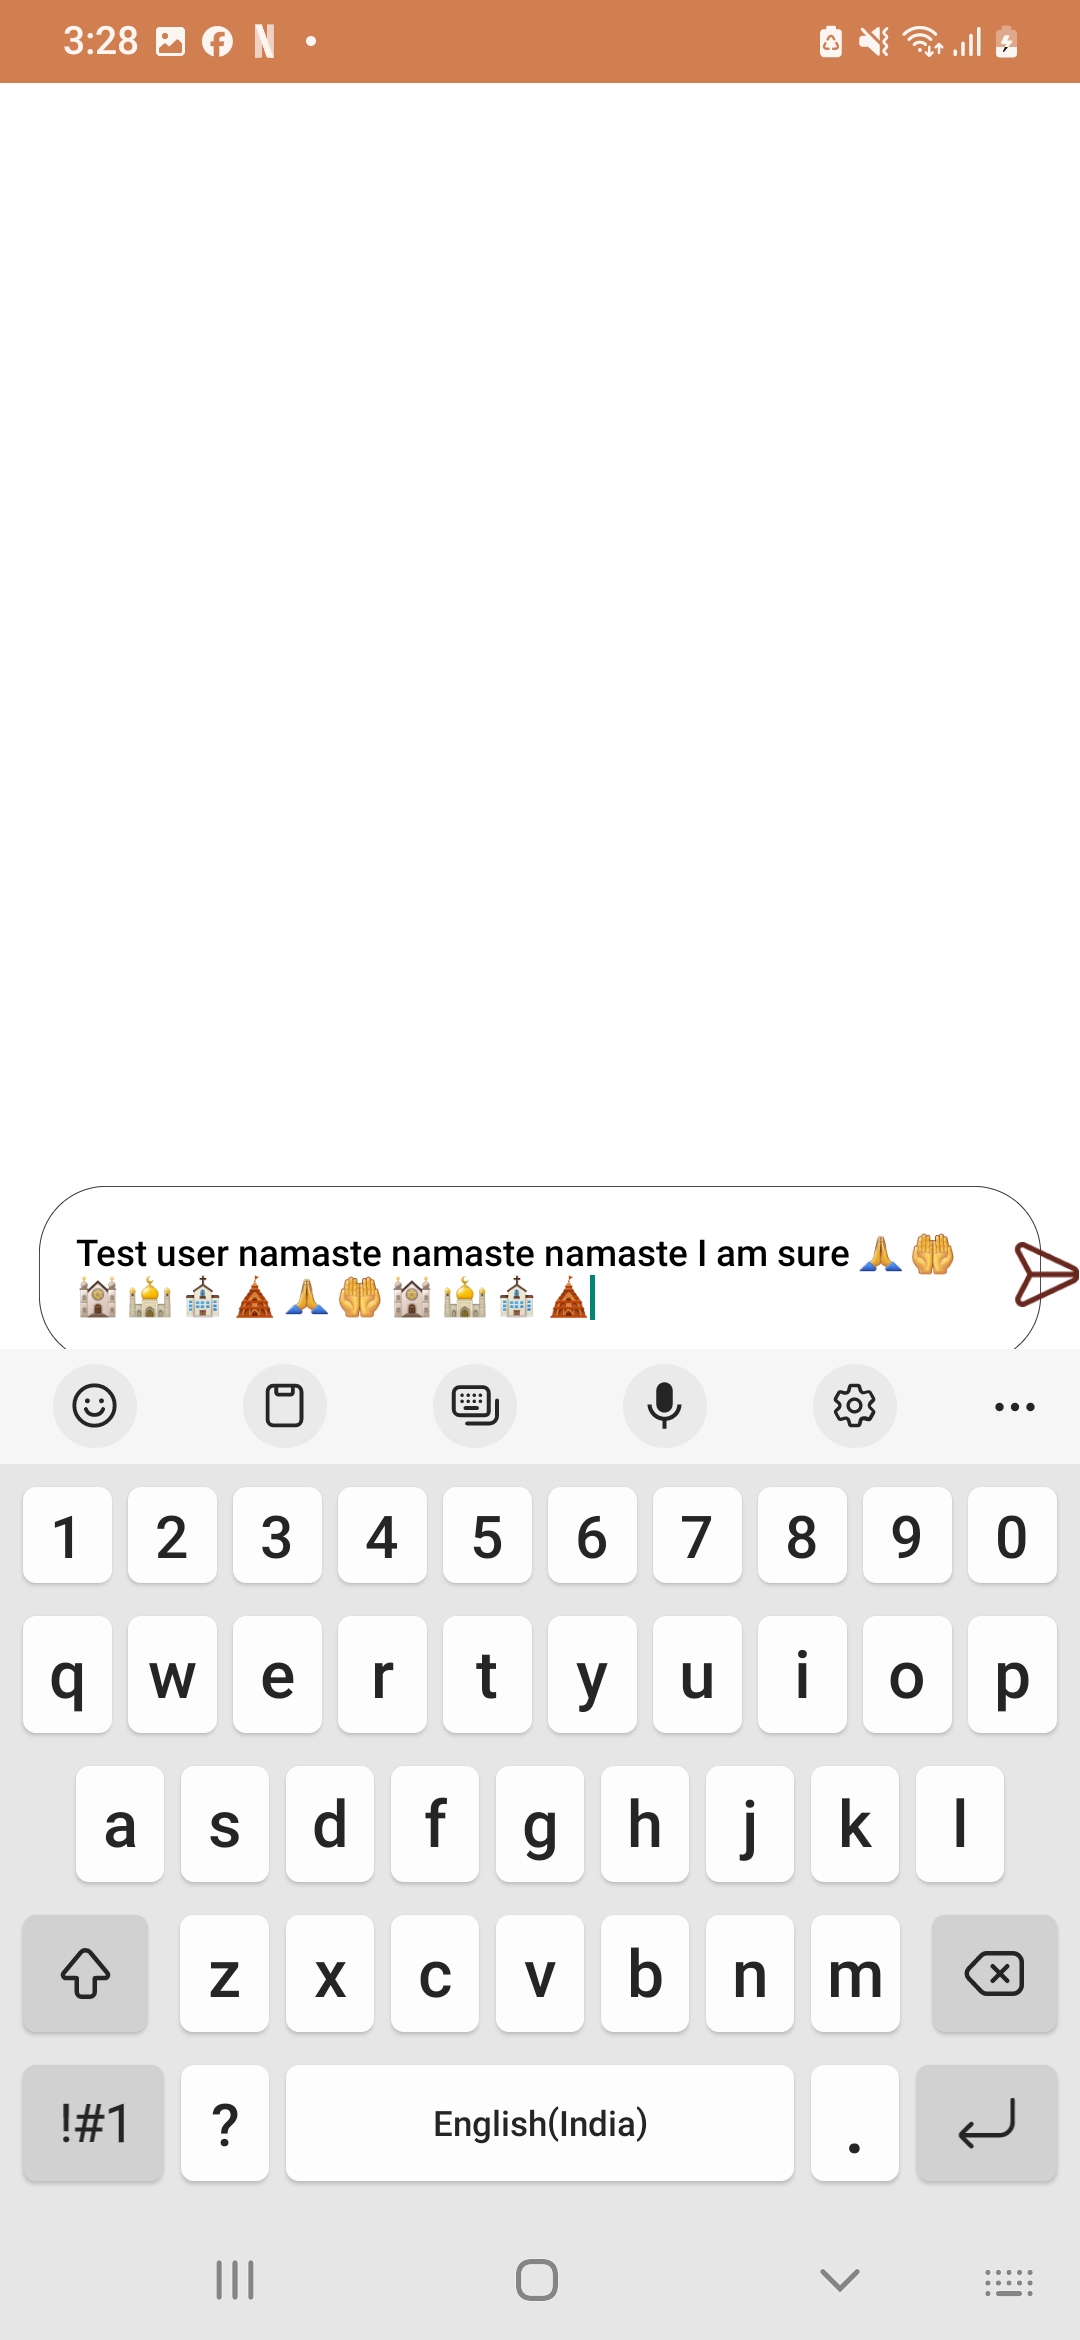 3:28
Test user namaste namaste namaste I am sure 🙏 🤲
🕍 🕌 ⛪ 🛕 🙏 🤲 🕍 🕌 ⛪ 🛕
1 2 3 4 5 6 7 8 9 0
q w e r t y u i o p
a s d f g h j k l
z x c v b n m
!#1 ? English(India) .